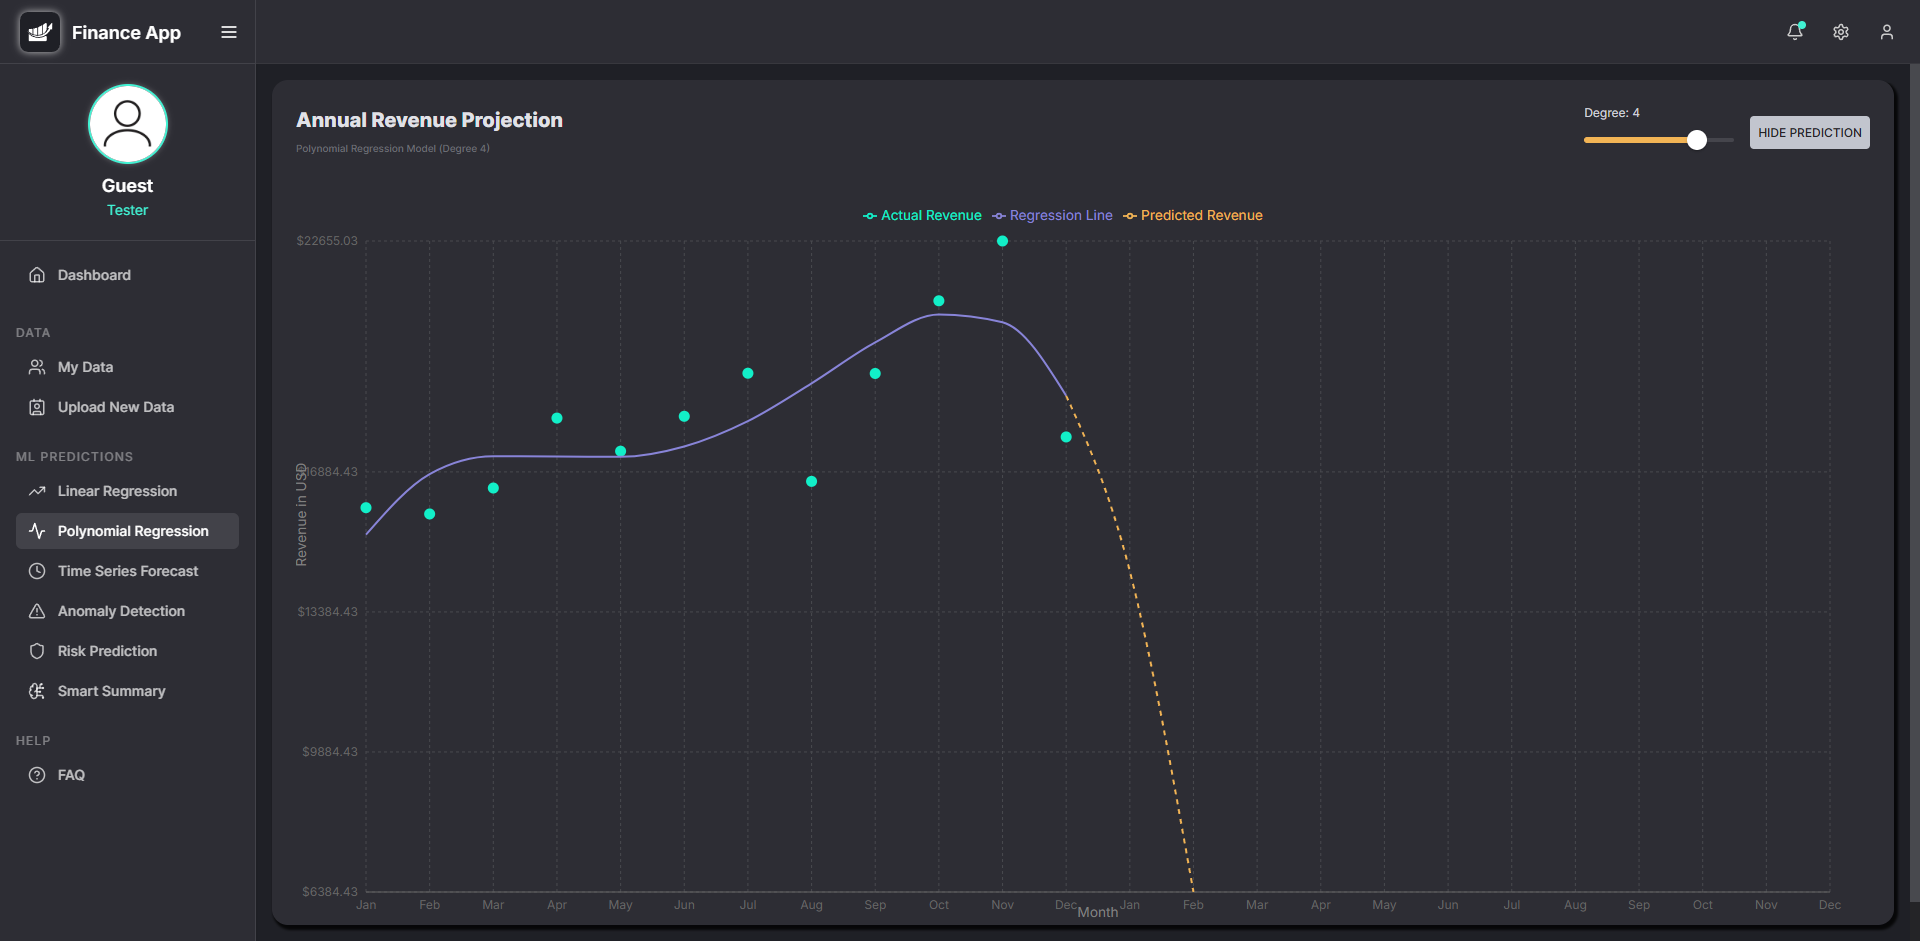 Finance App
Guest
Tester
Dashboard
DATA
My Data
Upload New Data
ML PREDICTIONS
Linear Regression
Polynomial Regression
Time Series Forecast
Anomaly Detection
Risk Prediction
Smart Summary
HELP
FAQ
Annual Revenue Projection
Polynomial Regression Model (Degree 4)
Degree: 4
HIDE PREDICTION
Actual Revenue Regression Line Predicted Revenue
$22655.03
$16884.43
$13384.43
$9884.43
$6384.43
Revenue in USD
Jan Feb Mar Apr May Jun Jul Aug Sep Oct Nov Dec Jan Feb Mar Apr May Jun Jul Aug Sep Oct Nov Dec
Month